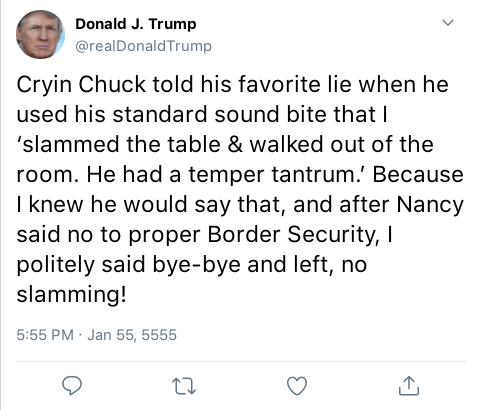 Donald J. Trump
@realDonaldTrump
Cryin Chuck told his favorite lie when he
used his standard sound bite that I
‘slammed the table & walked out of the
room. He had a temper tantrum.’ Because
I knew he would say that, and after Nancy
said no to proper Border Security, I
politely said bye-bye and left, no
slamming!
5:55 PM · Jan 55, 5555